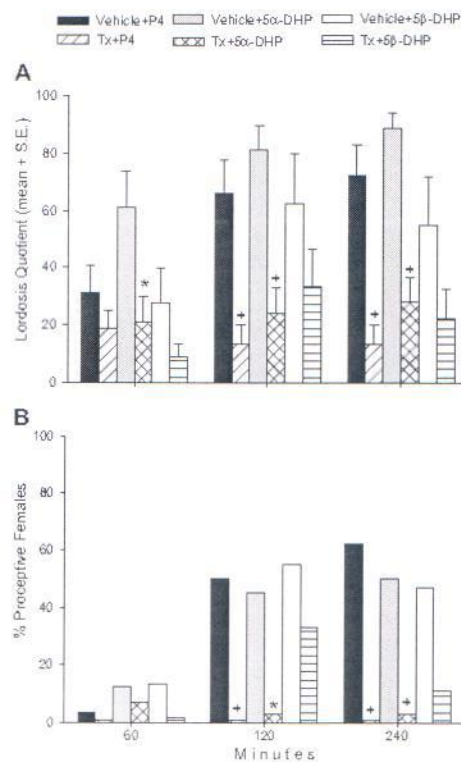 Vehicle+P4 Vehicle+5α-DHP Vehicle+5β-DHP
Tx+P4 Tx+5α-DHP Tx+5β-DHP
A
Lordosis Quotient (mean + S.E.)
100
80
60
40
20
0
*
+
+
+
+
B
% Proceptive Females
100
80
60
40
20
0
+
*
+
+
60 120 240
Minutes